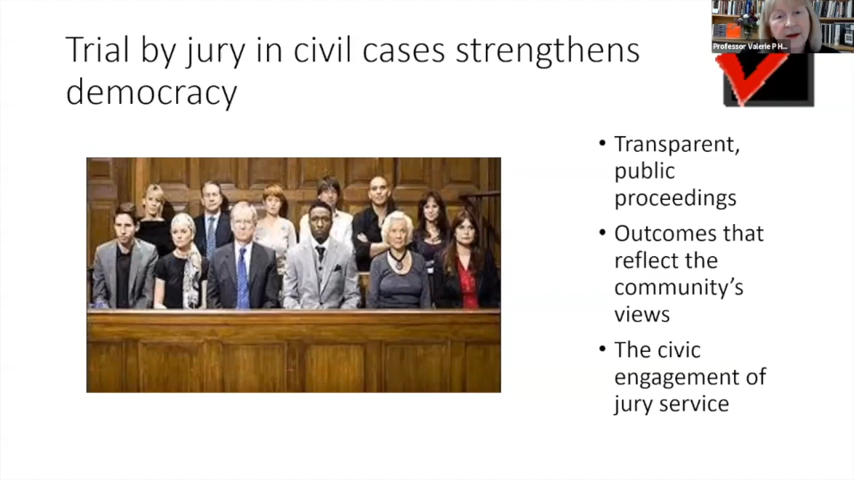 Professor Valerie P H...
Trial by jury in civil cases strengthens
democracy
• Transparent,
public
proceedings
• Outcomes that
reflect the
community’s
views
• The civic
engagement of
jury service